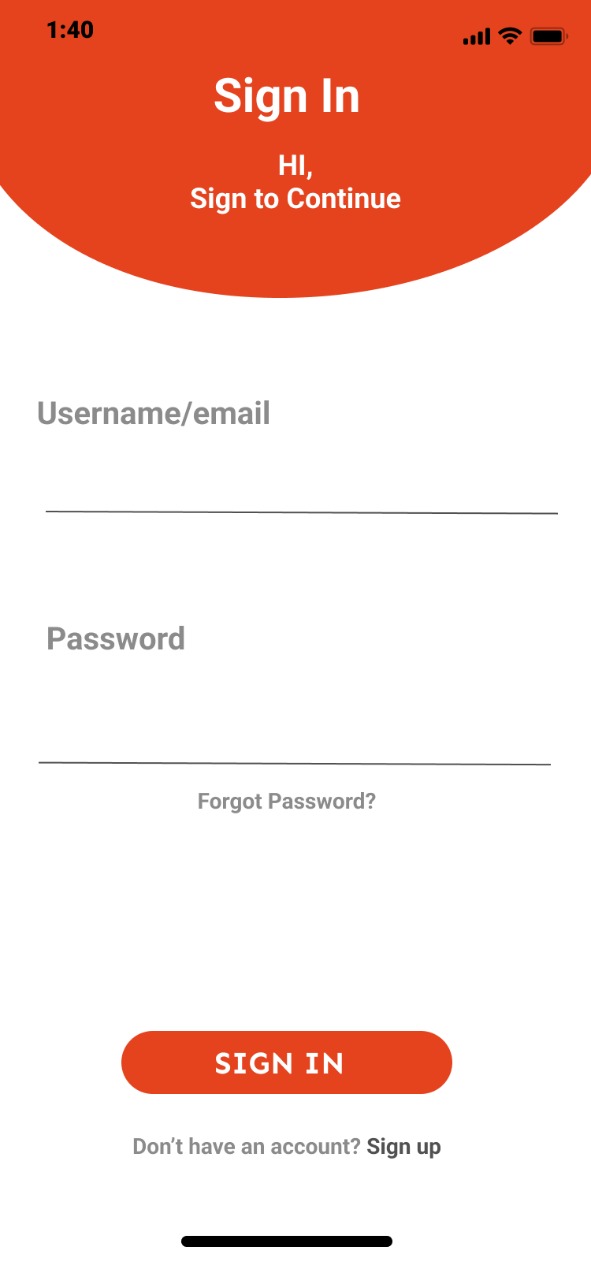 1:40
Sign In
HI,
Sign to Continue
Username/email
Password
Forgot Password?
SIGN IN
Don’t have an account? Sign up